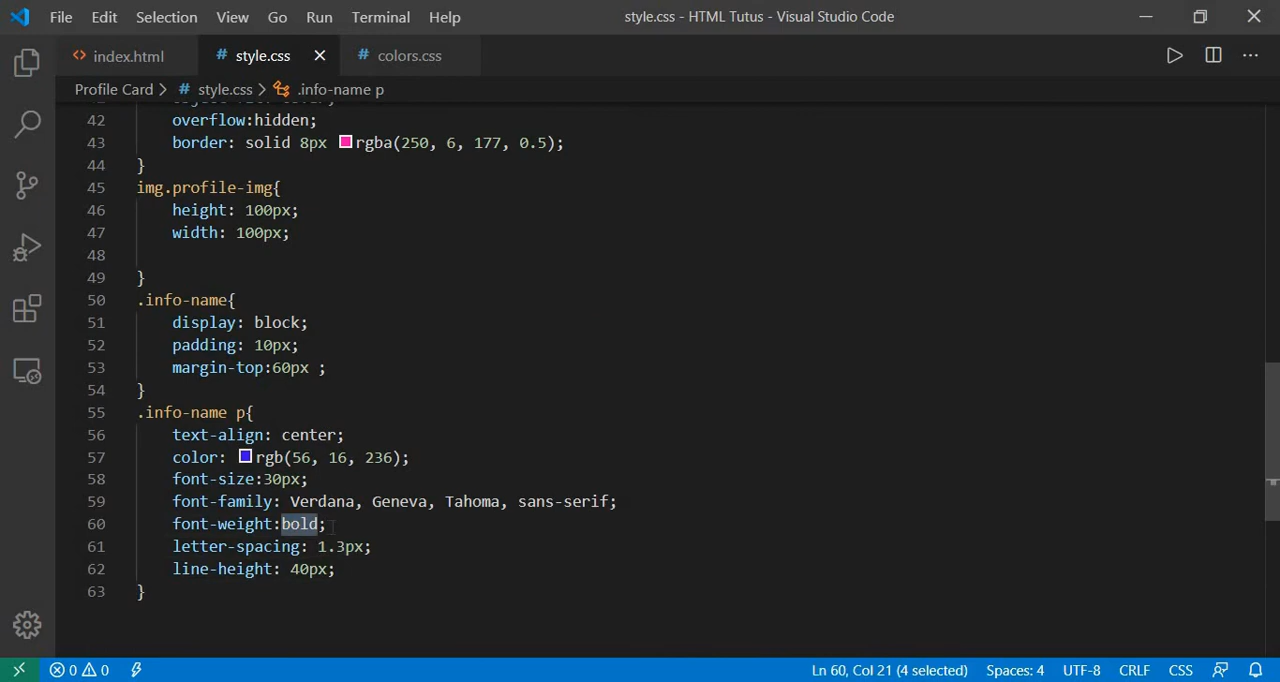 File Edit Selection View Go Run Terminal Help style.css - HTML Tutus - Visual Studio Code
index.html style.css colors.css
Profile Card > style.css > .info-name p
42 overflow:hidden;
43 border: solid 8px rgba(250, 6, 177, 0.5);
44 }
45 img.profile-img{
46 height: 100px;
47 width: 100px;
48
49 }
50 .info-name{
51 display: block;
52 padding: 10px;
53 margin-top:60px ;
54 }
55 .info-name p{
56 text-align: center;
57 color: rgb(56, 16, 236);
58 font-size:30px;
59 font-family: Verdana, Geneva, Tahoma, sans-serif;
60 font-weight:bold;
61 letter-spacing: 1.3px;
62 line-height: 40px;
63 }
0 0 Ln 60, Col 21 (4 selected) Spaces: 4 UTF-8 CRLF CSS